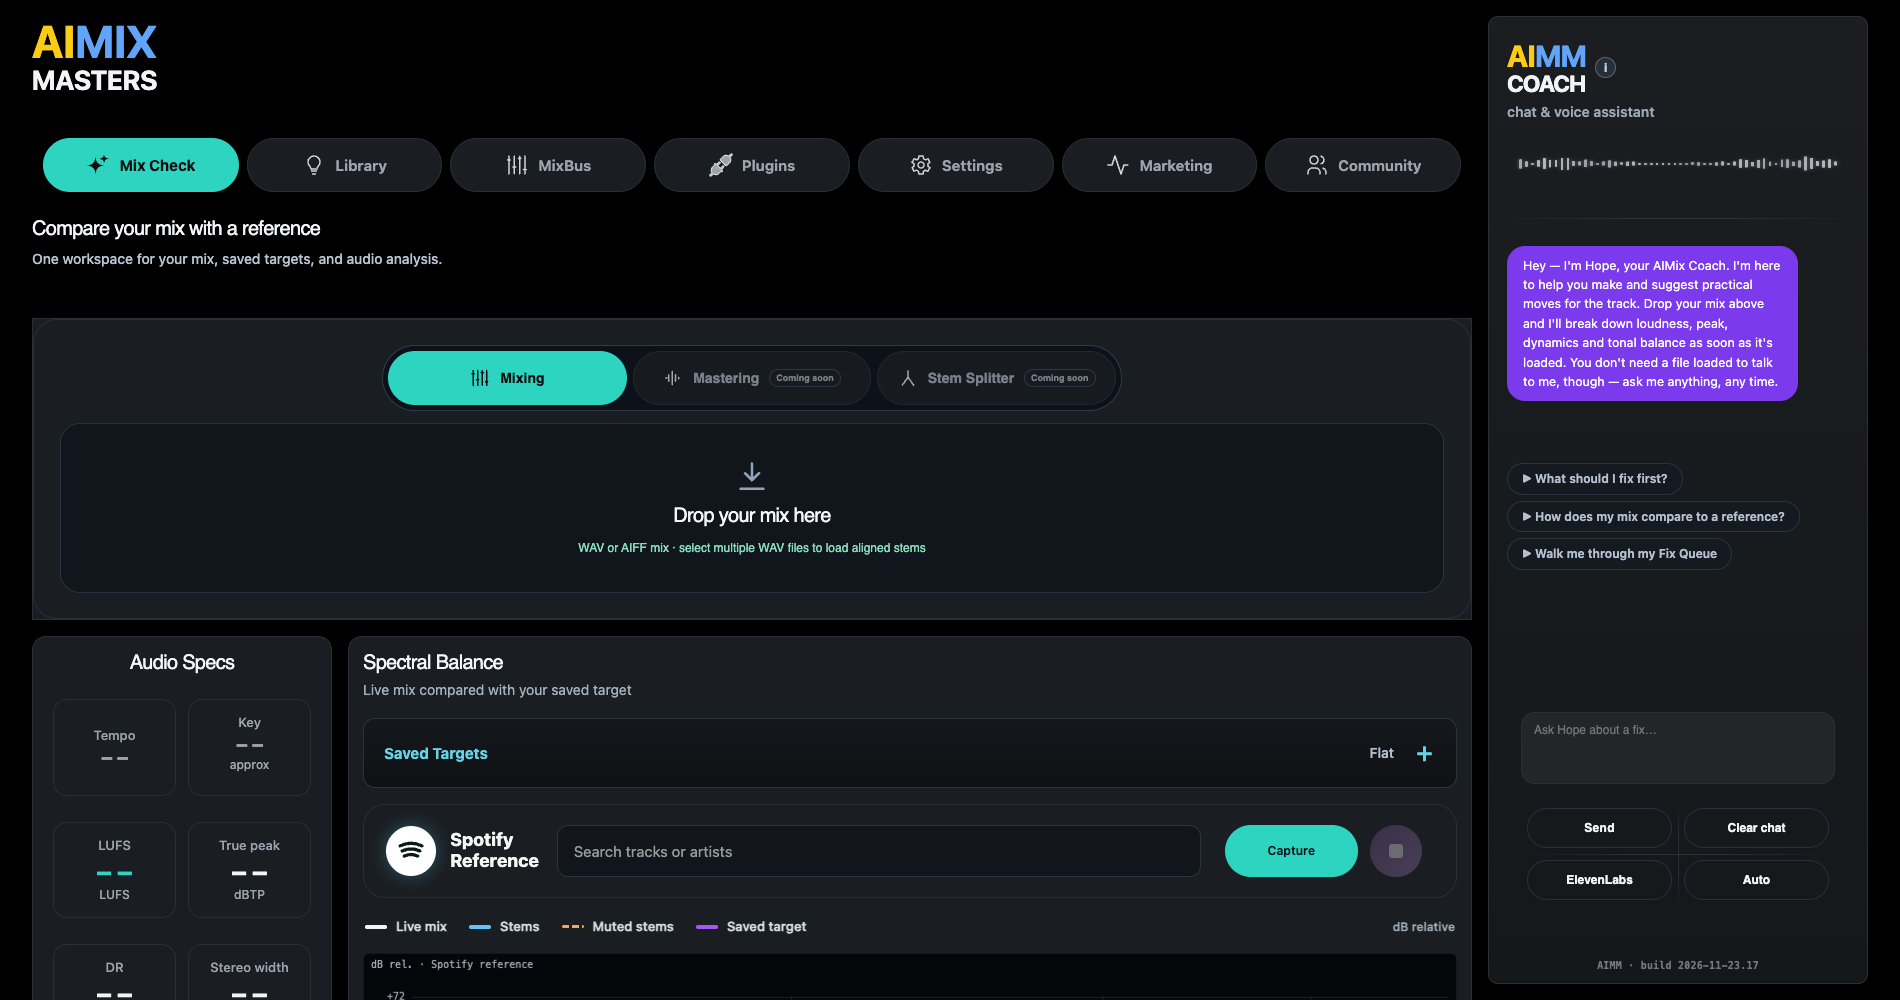 AIMIX
MASTERS
Mix Check
Library
MixBus
Plugins
Settings
Marketing
Community
Compare your mix with a reference
One workspace for your mix, saved targets, and audio analysis.
Mixing
Mastering Coming soon
Stem Splitter Coming soon
Drop your mix here
WAV or AIFF mix · select multiple WAV files to load aligned stems
Audio Specs
Tempo
– –
Key
– –
approx
LUFS
– –
LUFS
True peak
– –
dBTP
DR
– –
Stereo width
– –
Spectral Balance
Live mix compared with your saved target
Saved Targets
Flat +
Spotify
Reference
Search tracks or artists
Capture
Live mix
Stems
Muted stems
Saved target
dB relative
dB rel. · Spotify reference
+72
AIMM
COACH
i
chat & voice assistant
Hey — I'm Hope, your AIMix Coach. I'm here
to help you make and suggest practical
moves for the track. Drop your mix above
and I'll break down loudness, peak,
dynamics and tonal balance as soon as it's
loaded. You don't need a file loaded to talk
to me, though — ask me anything, any time.
▶ What should I fix first?
▶ How does my mix compare to a reference?
▶ Walk me through my Fix Queue
Ask Hope about a fix...
Send
Clear chat
ElevenLabs
Auto
AIMM · build 2026-11-23.17